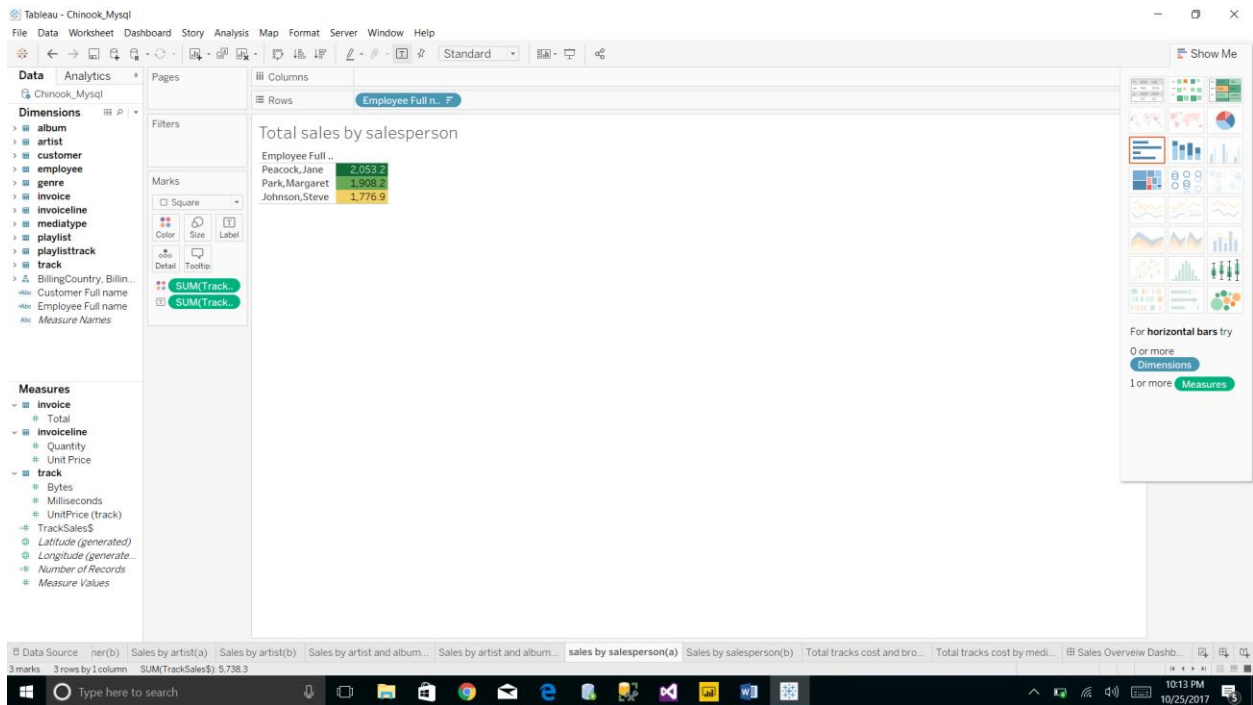 Tableau - Chinook_Mysql
File Data Worksheet Dashboard Story Analysis Map Format Server Window Help
Standard
Show Me
Data Analytics
Pages
Columns
Chinook_Mysql
Rows
Employee Full n..
Dimensions
Filters
album
artist
customer
employee
genre
invoice
invoiceline
mediatype
playlist
playlisttrack
track
BillingCountry, Billin...
Customer Full name
Employee Full name
Measure Names
Marks
Square
Color Size Label
Detail Tooltip
SUM(Track..
SUM(Track..
Total sales by salesperson
Employee Full ..
Peacock,Jane 2,053.2
Park,Margaret 1,908.2
Johnson,Steve 1,776.9
For horizontal bars try
0 or more
Dimensions
1 or more Measures
Measures
invoice
Total
invoiceline
Quantity
Unit Price
track
Bytes
Milliseconds
UnitPrice (track)
TrackSales$
Latitude (generated)
Longitude (generate...
Number of Records
Measure Values
Data Source ner(b) Sales by artist(a) Sales by artist(b) Sales by artist and album... Sales by artist and album... sales by salesperson(a) Sales by salesperson(b) Total tracks cost and bro... Total tracks cost by medi... Sales Overveiw Dashb...
3 marks 3 rows by 1 column SUM(TrackSales$): 5,738.3
Type here to search
10:13 PM
10/25/2017